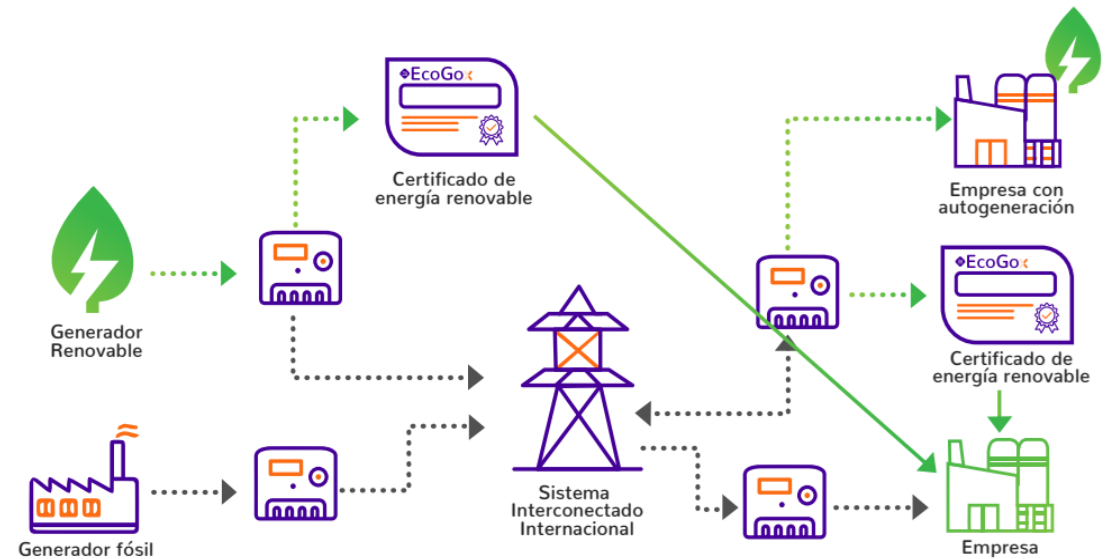 EcoGo
Certificado de
energía renovable
Empresa con
autogeneración
EcoGo
Generador
Renovable
Certificado de
energía renovable
Sistema
Interconectado
Internacional
Generador fósil
Empresa